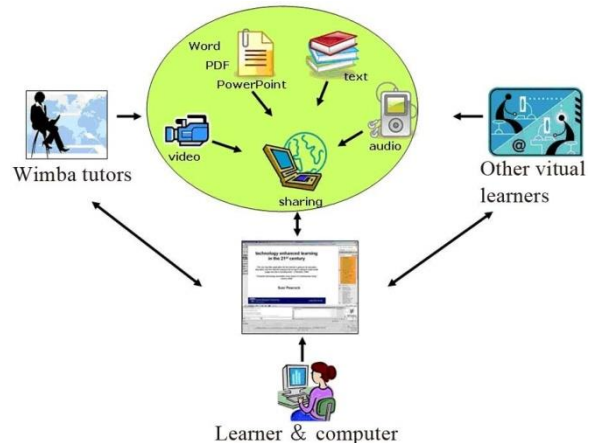 Word
PDF
PowerPoint
text
video
audio
sharing
Wimba tutors
Other vitual
learners
@
technology enhanced learning
in the 21st century
Learner & computer